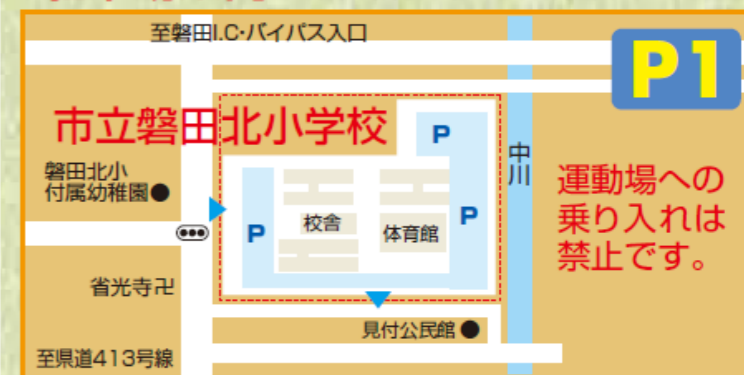 至磐田I.C・バイパス入口
P1
市立磐田北小学校
P
磐田北小
付属幼稚園●
中川
運動場への
乗り入れは
禁止です。
P
校舎
体育館
P
省光寺卍
見付公民館●
至県道413号線